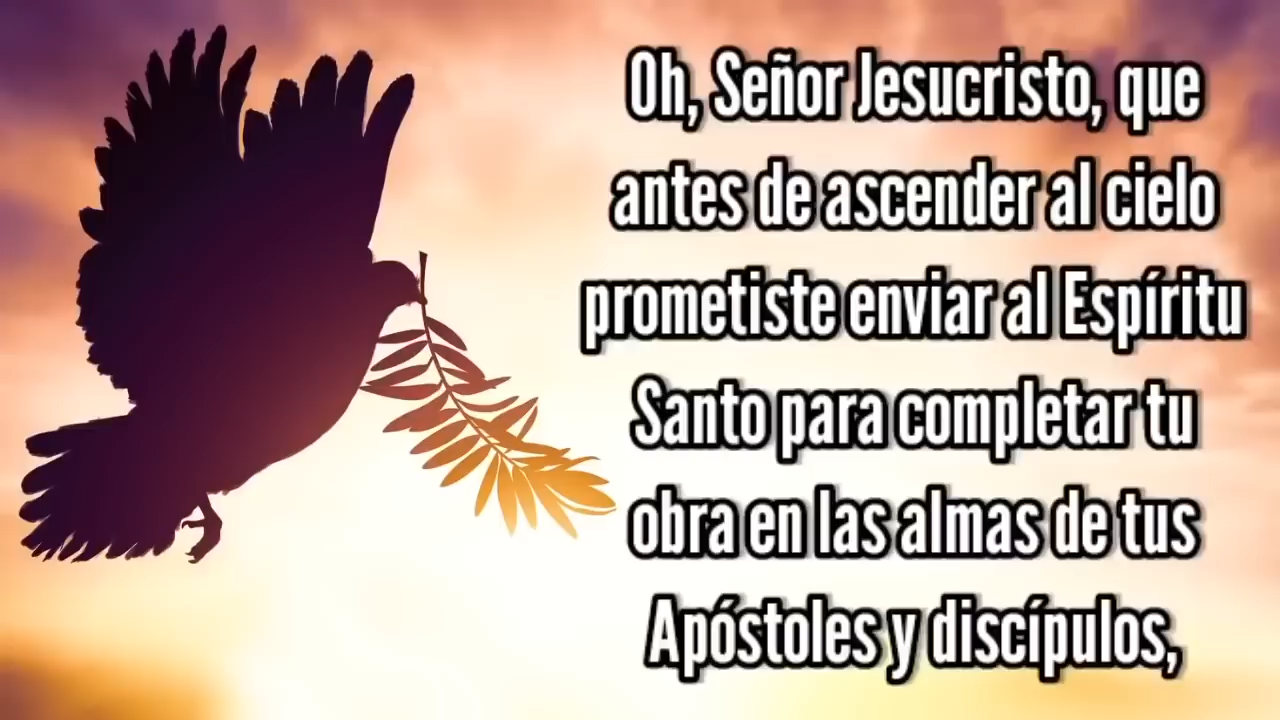 Oh, Señor Jesucristo, que
antes de ascender al cielo
prometiste enviar al Espíritu
Santo para completar tu
obra en las almas de tus
Apóstoles y discípulos,